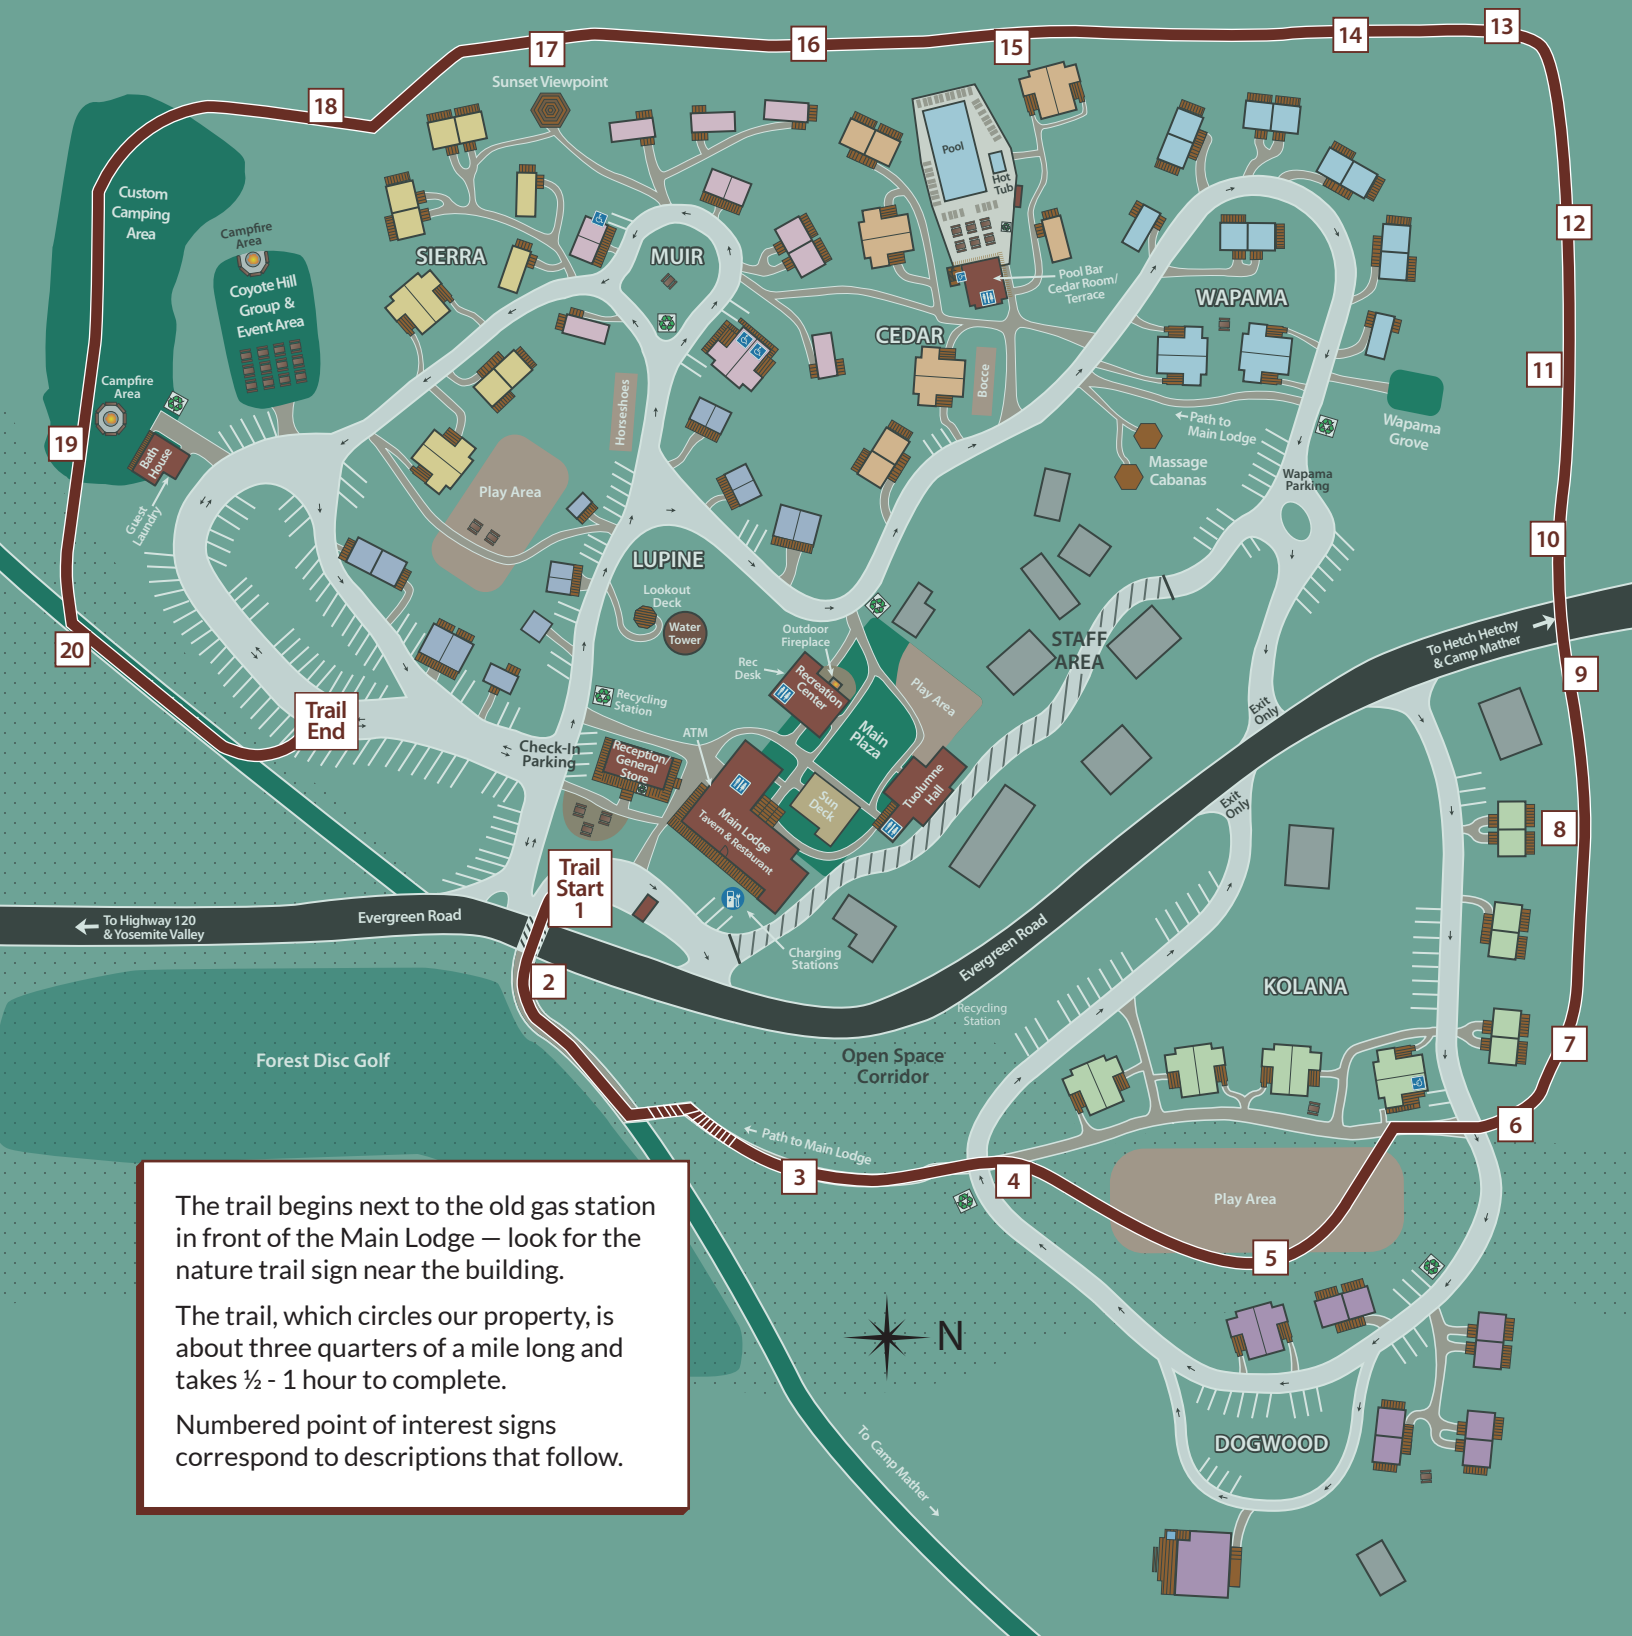 13
14
15
16
17
Sunset Viewpoint
18
Pool
Hot
Tub
Custom
Camping
Area
12
Campfire
Area
SIERRA
MUIR
Pool Bar
Cedar Room/
Terrace
WAPAMA
Coyote Hill
Group &
Event Area
CEDAR
11
Campfire
Area
Bocce
Horseshoes
Path to
Main Lodge
Wapama
Grove
19
Bath
House
Massage
Cabanas
Wapama
Parking
Play Area
Guest
Laundry
10
LUPINE
Lookout
Deck
Water
Tower
Outdoor
Fireplace
STAFF
AREA
To Hetch Hetchy
& Camp Mather
20
Rec
Desk
Recreation
Center
Play Area
9
Recycling
Station
Exit
Only
Trail
End
ATM
Main
Plaza
Check-In
Parking
Reception/
General
Store
Tuolumne
Hall
Sun
Deck
Exit
Only
8
Main Lodge
Tavern & Restaurant
Trail
Start
1
To Highway 120
& Yosemite Valley
Evergreen Road
Charging
Stations
Evergreen Road
2
KOLANA
Recycling
Station
Open Space
Corridor
7
Forest Disc Golf
6
Path to Main Lodge
3
4
Play Area
5
The trail begins next to the old gas station
in front of the Main Lodge — look for the
nature trail sign near the building.
The trail, which circles our property, is
about three quarters of a mile long and
takes ½ - 1 hour to complete.
Numbered point of interest signs
correspond to descriptions that follow.
N
To Camp Mather
DOGWOOD